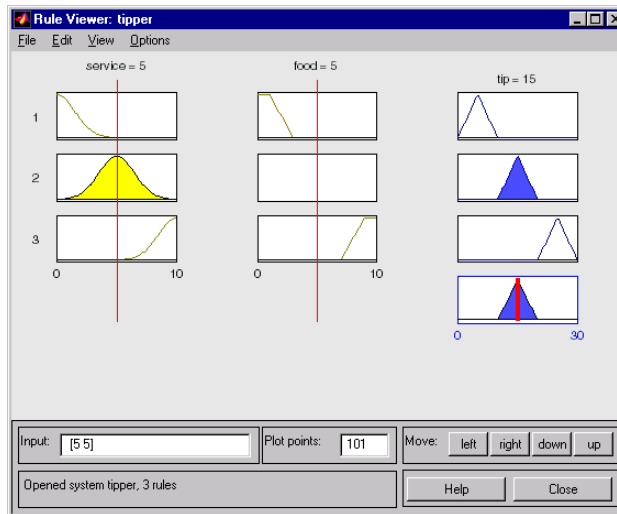 Rule Viewer: tipper
File Edit View Options
service = 5
food = 5
tip = 15
1
2
3
0 10
0 10
0 30
Input: [5 5]
Plot points: 101
Move: left right down up
Opened system tipper, 3 rules
Help Close